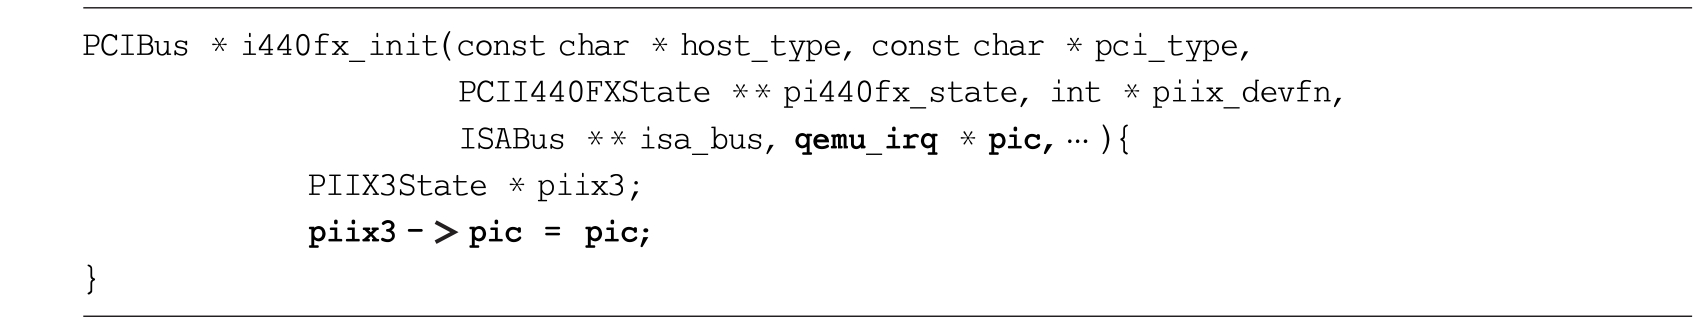 PCIBus * i440fx_init(const char * host_type, const char * pci_type,
PCII440FXState ** pi440fx_state, int * piix_devfn,
ISABus ** isa_bus, qemu_irq * pic, … ){
PIIX3State * piix3;
piix3 -> pic = pic;
}